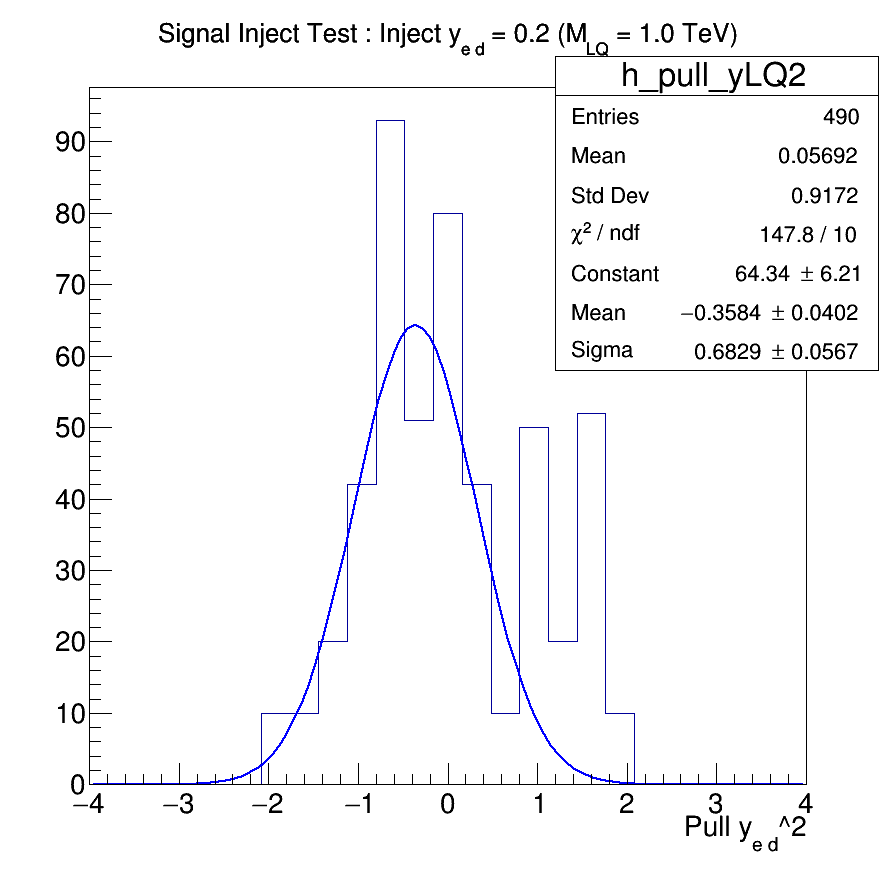 Signal Inject Test : Inject y_{e d} = 0.2 (M_{LQ} = 1.0 TeV)
h_pull_yLQ2
Entries 490
Mean 0.05692
Std Dev 0.9172
χ² / ndf 147.8 / 10
Constant 64.34 ± 6.21
Mean −0.3584 ± 0.0402
Sigma 0.6829 ± 0.0567
90
80
70
60
50
40
30
20
10
0
−4 −3 −2 −1 0 1 2 3 4
Pull y_{e d}^2